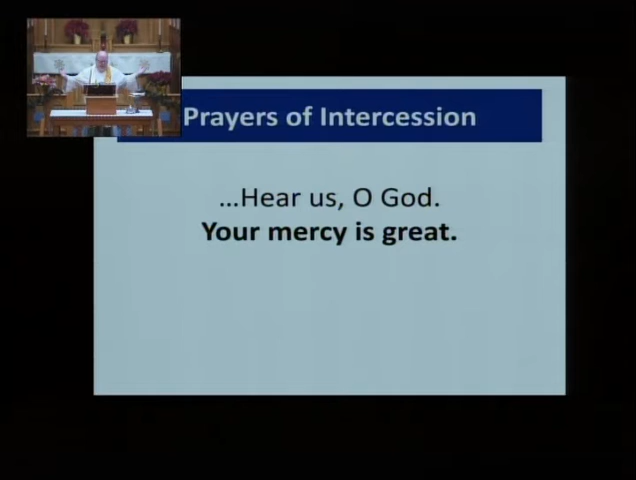 Prayers of Intercession
...Hear us, O God.
Your mercy is great.